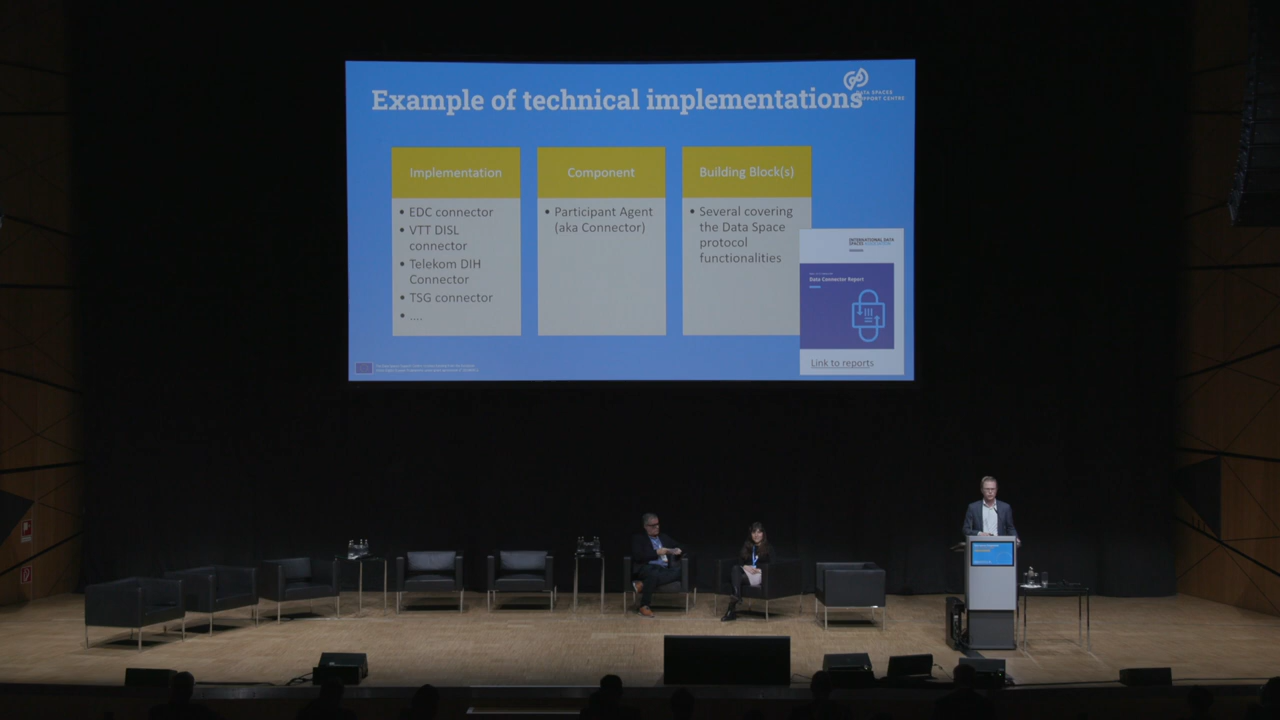 Example of technical implementations
DATA SPACES
SUPPORT CENTRE
Implementation
• EDC connector
• VTT DISL
connector
• Telekom DIH
Connector
• TSG connector
• ....
Component
• Participant Agent
(aka Connector)
Building Block(s)
• Several covering
the Data Space
protocol
functionalities
INTERNATIONAL DATA
SPACES
Data Connector Report
Link to reports